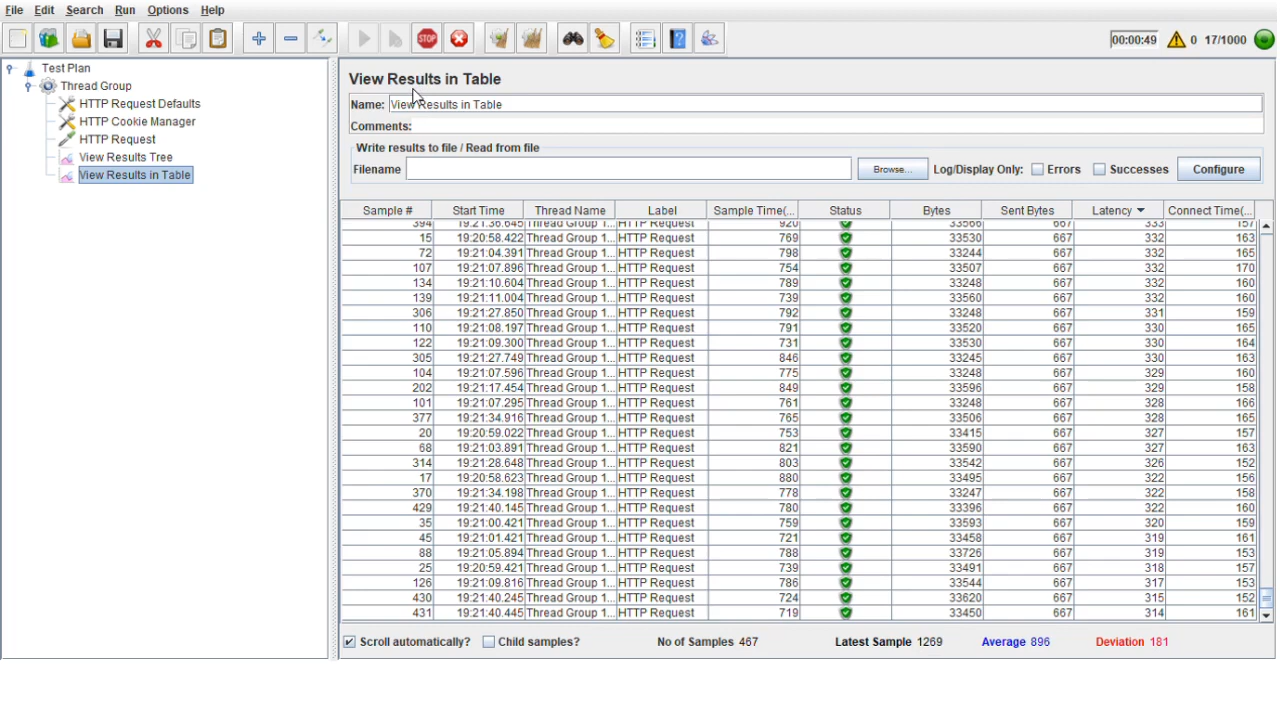 File Edit Search Run Options Help
STOP
00:00:49 0 17/1000
Test Plan
Thread Group
HTTP Request Defaults
HTTP Cookie Manager
HTTP Request
View Results Tree
View Results in Table
View Results in Table
Name: View Results in Table
Comments:
Write results to file / Read from file
Filename Browse... Log/Display Only: Errors Successes Configure
Sample # Start Time Thread Name Label Sample Time(... Status Bytes Sent Bytes Latency Connect Time(...
394 19:21:36.645 Thread Group 1... HTTP Request 920 33566 667 333 157
15 19:20:58.422 Thread Group 1... HTTP Request 769 33530 667 332 163
72 19:21:04.391 Thread Group 1... HTTP Request 798 33244 667 332 165
107 19:21:07.896 Thread Group 1... HTTP Request 754 33507 667 332 170
134 19:21:10.604 Thread Group 1... HTTP Request 789 33248 667 332 160
139 19:21:11.004 Thread Group 1... HTTP Request 739 33560 667 332 160
306 19:21:27.850 Thread Group 1... HTTP Request 792 33248 667 331 159
110 19:21:08.197 Thread Group 1... HTTP Request 791 33520 667 330 165
122 19:21:09.300 Thread Group 1... HTTP Request 731 33530 667 330 164
305 19:21:27.749 Thread Group 1... HTTP Request 846 33245 667 330 163
104 19:21:07.596 Thread Group 1... HTTP Request 775 33248 667 329 160
202 19:21:17.454 Thread Group 1... HTTP Request 849 33596 667 329 158
101 19:21:07.295 Thread Group 1... HTTP Request 761 33248 667 328 166
377 19:21:34.916 Thread Group 1... HTTP Request 765 33506 667 328 165
20 19:20:59.022 Thread Group 1... HTTP Request 753 33415 667 327 157
68 19:21:03.891 Thread Group 1... HTTP Request 821 33590 667 327 163
314 19:21:28.648 Thread Group 1... HTTP Request 803 33542 667 326 152
17 19:20:58.623 Thread Group 1... HTTP Request 880 33495 667 322 156
370 19:21:34.198 Thread Group 1... HTTP Request 778 33247 667 322 158
429 19:21:40.145 Thread Group 1... HTTP Request 780 33396 667 322 160
35 19:21:00.421 Thread Group 1... HTTP Request 759 33593 667 320 159
45 19:21:01.421 Thread Group 1... HTTP Request 721 33458 667 319 161
88 19:21:05.894 Thread Group 1... HTTP Request 788 33726 667 319 153
25 19:20:59.421 Thread Group 1... HTTP Request 739 33491 667 318 157
126 19:21:09.816 Thread Group 1... HTTP Request 786 33544 667 317 153
430 19:21:40.245 Thread Group 1... HTTP Request 724 33620 667 315 152
431 19:21:40.445 Thread Group 1... HTTP Request 719 33450 667 314 161
Scroll automatically? Child samples? No of Samples 467 Latest Sample 1269 Average 896 Deviation 181